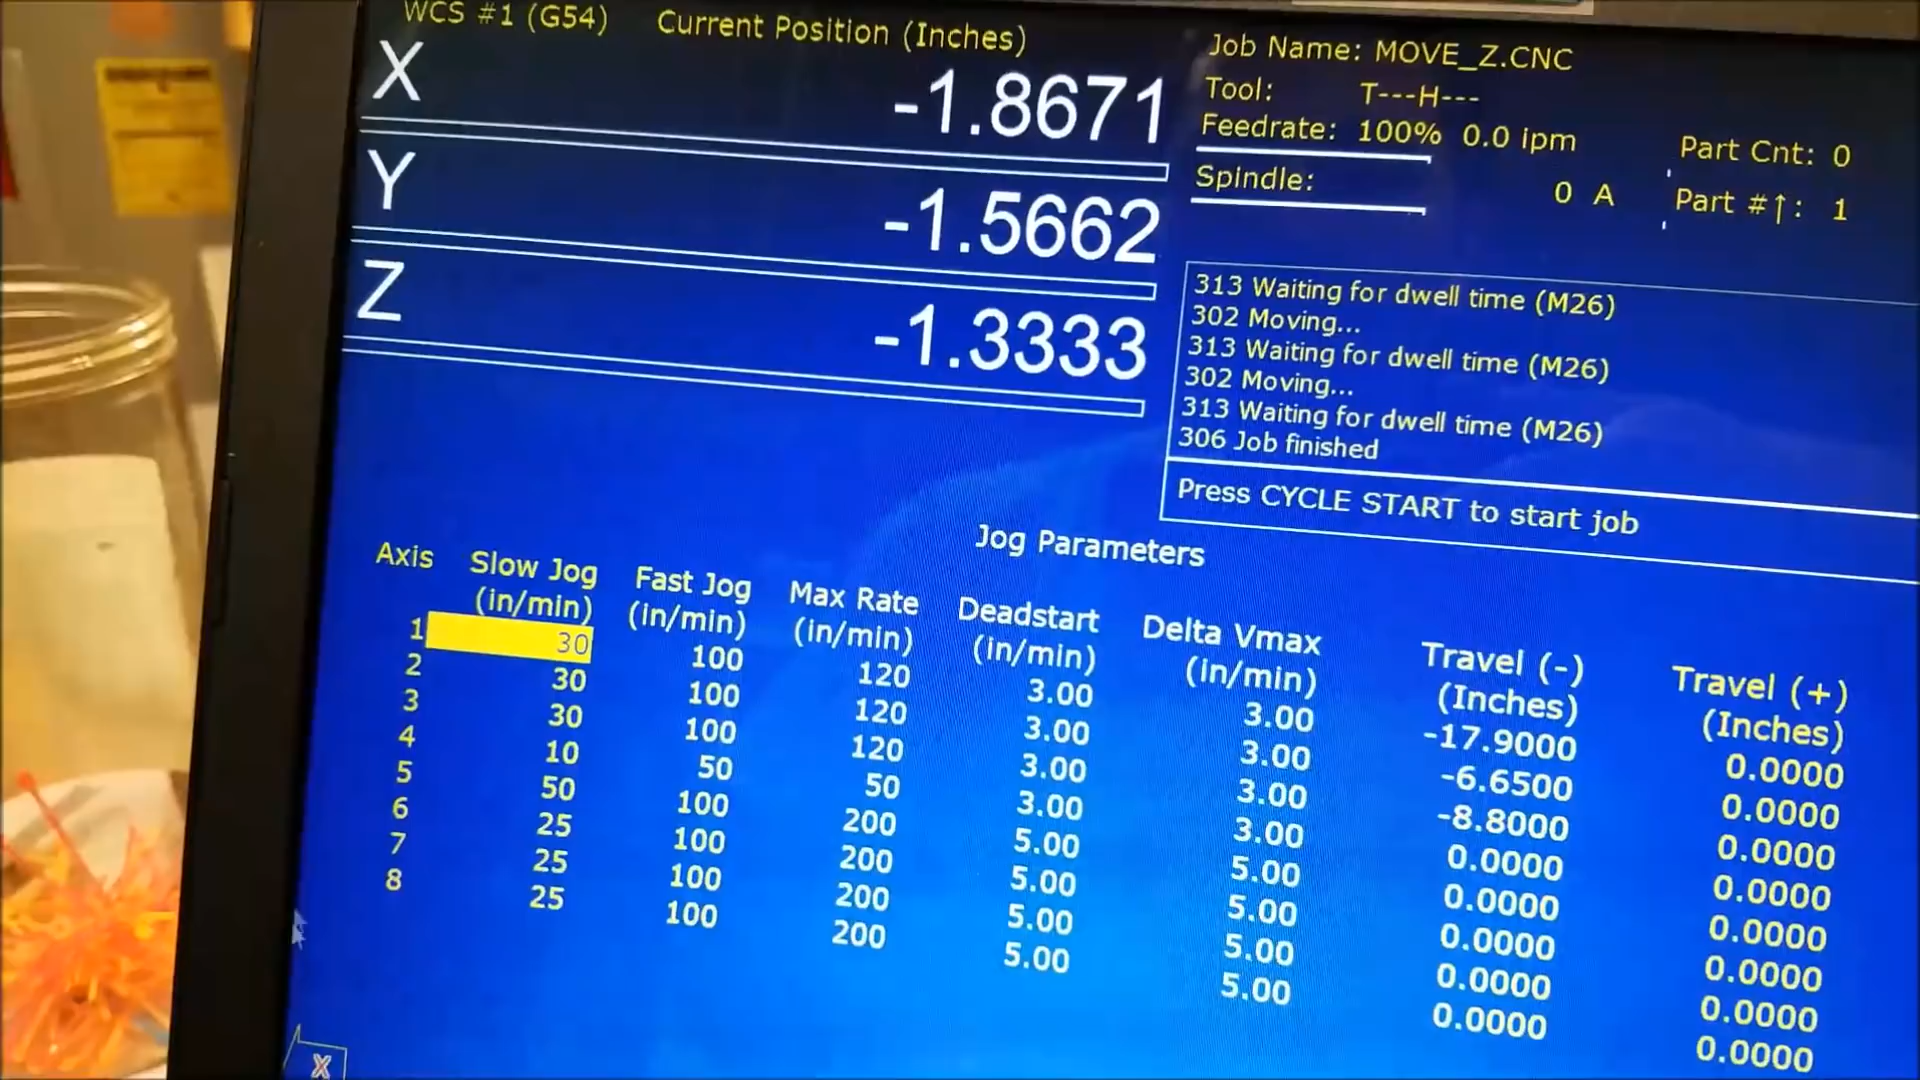 WCS #1 (G54) Current Position (Inches)
X -1.8671
Y -1.5662
Z -1.3333
Job Name: MOVE_Z.CNC
Tool: T---H---
Feedrate: 100% 0.0 ipm
Spindle: 0 A
Part Cnt: 0
Part #↑: 1
313 Waiting for dwell time (M26)
302 Moving...
313 Waiting for dwell time (M26)
302 Moving...
313 Waiting for dwell time (M26)
306 Job finished
Press CYCLE START to start job
Jog Parameters
Axis Slow Jog Fast Jog Max Rate Deadstart Delta Vmax Travel (-) Travel (+)
(in/min) (in/min) (in/min) (in/min) (in/min) (Inches) (Inches)
1 30 100 120 3.00 3.00 -17.9000 0.0000
2 30 100 120 3.00 3.00 -6.6500 0.0000
3 30 100 120 3.00 3.00 -8.8000 0.0000
4 10 50 50 3.00 3.00 0.0000 0.0000
5 50 100 200 5.00 5.00 0.0000 0.0000
6 25 100 200 5.00 5.00 0.0000 0.0000
7 25 100 200 5.00 5.00 0.0000 0.0000
8 25 100 200 5.00 5.00 0.0000 0.0000
X